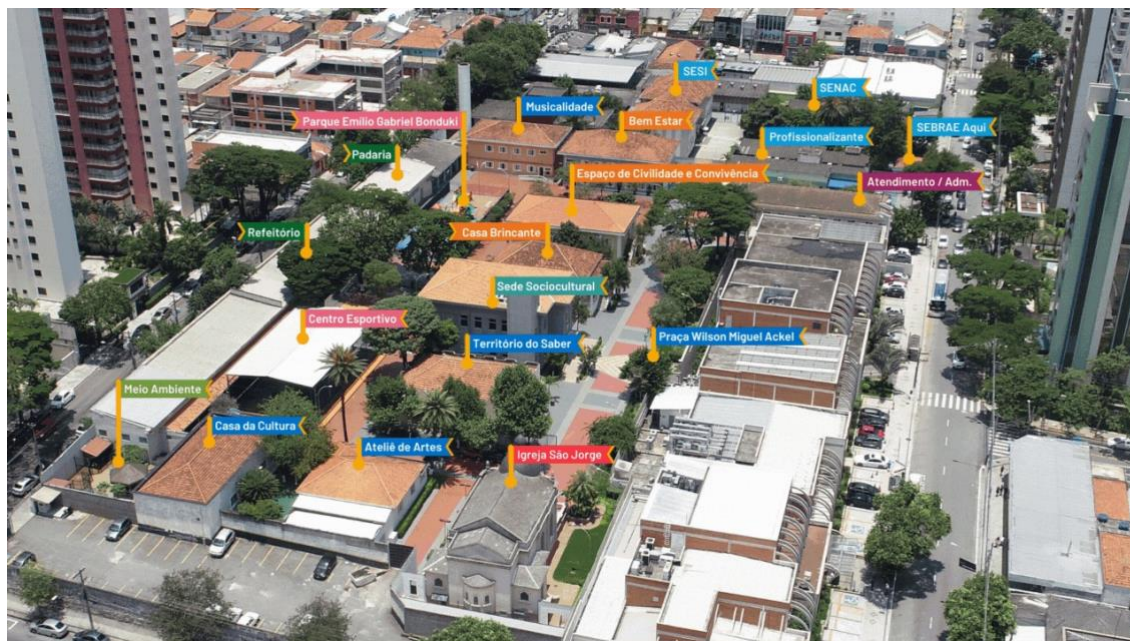 SESI
SENAC
Musicalidade
Bem Estar
Parque Emílio Gabriel Bonduki
Profissionalizante
SEBRAE Aqui
Padaria
Espaço de Civilidade e Convivência
Atendimento / Adm.
Refeitório
Casa Brincante
Sede Sociocultural
Centro Esportivo
Território do Saber
Praça Wilson Miguel Ackel
Meio Ambiente
Casa da Cultura
Ateliê de Artes
Igreja São Jorge